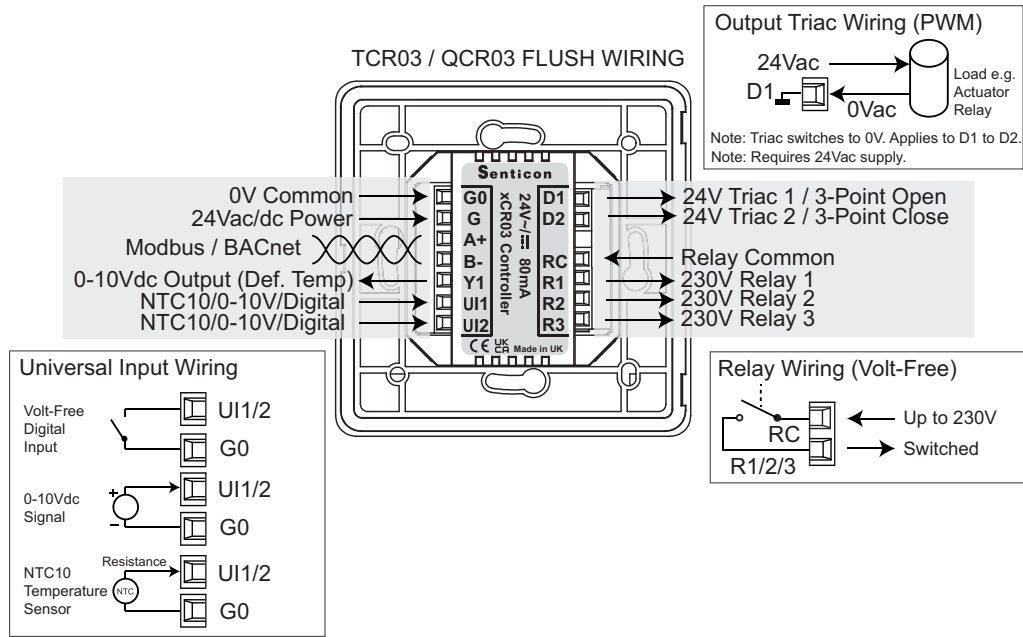 TCR03 / QCR03 FLUSH WIRING
Output Triac Wiring (PWM)
24Vac
D1
0Vac
Load e.g.
Actuator
Relay
Note: Triac switches to 0V. Applies to D1 to D2.
Note: Requires 24Vac supply.
0V Common
24Vac/dc Power
Modbus / BACnet
0-10Vdc Output (Def. Temp)
NTC10/0-10V/Digital
NTC10/0-10V/Digital
Senticon
G0
G
A+
B-
Y1
UI1
UI2
24V~/⎓ 80mA
xCR03 Controller
D1
D2
RC
R1
R2
R3
CE UKCA Made in UK
24V Triac 1 / 3-Point Open
24V Triac 2 / 3-Point Close
Relay Common
230V Relay 1
230V Relay 2
230V Relay 3
Universal Input Wiring
Volt-Free
Digital
Input
UI1/2
G0
0-10Vdc
Signal
+
–
UI1/2
G0
NTC10
Temperature
Sensor
Resistance
NTC
UI1/2
G0
Relay Wiring (Volt-Free)
RC
R1/2/3
Up to 230V
Switched